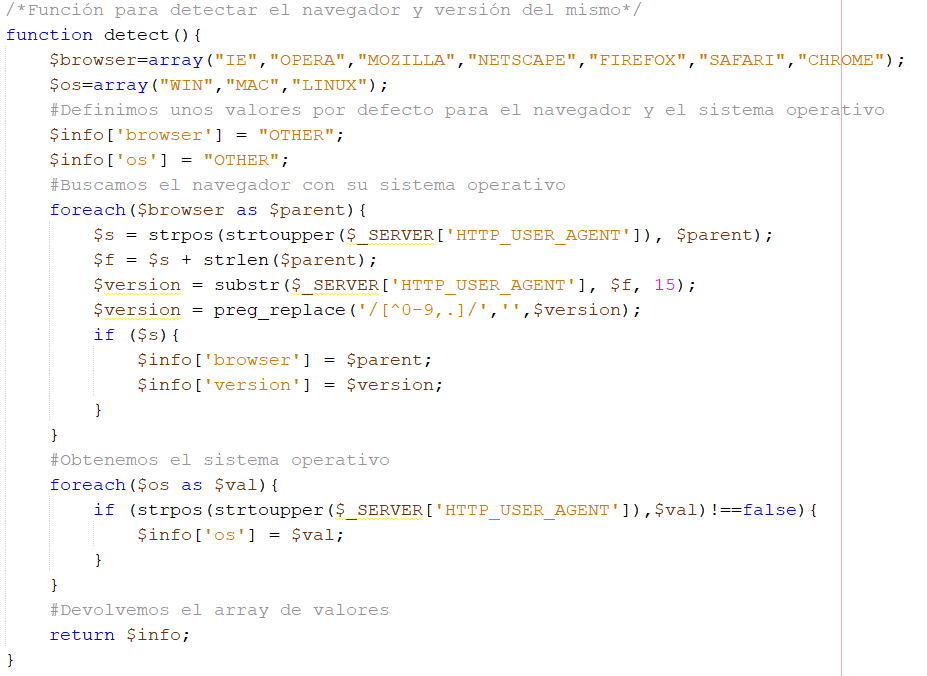 /*Función para detectar el navegador y versión del mismo*/
function detect(){
    $browser=array("IE","OPERA","MOZILLA","NETSCAPE","FIREFOX","SAFARI","CHROME");
    $os=array("WIN","MAC","LINUX");
    #Definimos unos valores por defecto para el navegador y el sistema operativo
    $info['browser'] = "OTHER";
    $info['os'] = "OTHER";
    #Buscamos el navegador con su sistema operativo
    foreach($browser as $parent){
        $s = strpos(strtoupper($_SERVER['HTTP_USER_AGENT']), $parent);
        $f = $s + strlen($parent);
        $version = substr($_SERVER['HTTP_USER_AGENT'], $f, 15);
        $version = preg_replace('/[^0-9,.]/','',$version);
        if ($s){
            $info['browser'] = $parent;
            $info['version'] = $version;
        }
    }
    #Obtenemos el sistema operativo
    foreach($os as $val){
        if (strpos(strtoupper($_SERVER['HTTP_USER_AGENT']),$val)!==false){
            $info['os'] = $val;
        }
    }
    #Devolvemos el array de valores
    return $info;
}